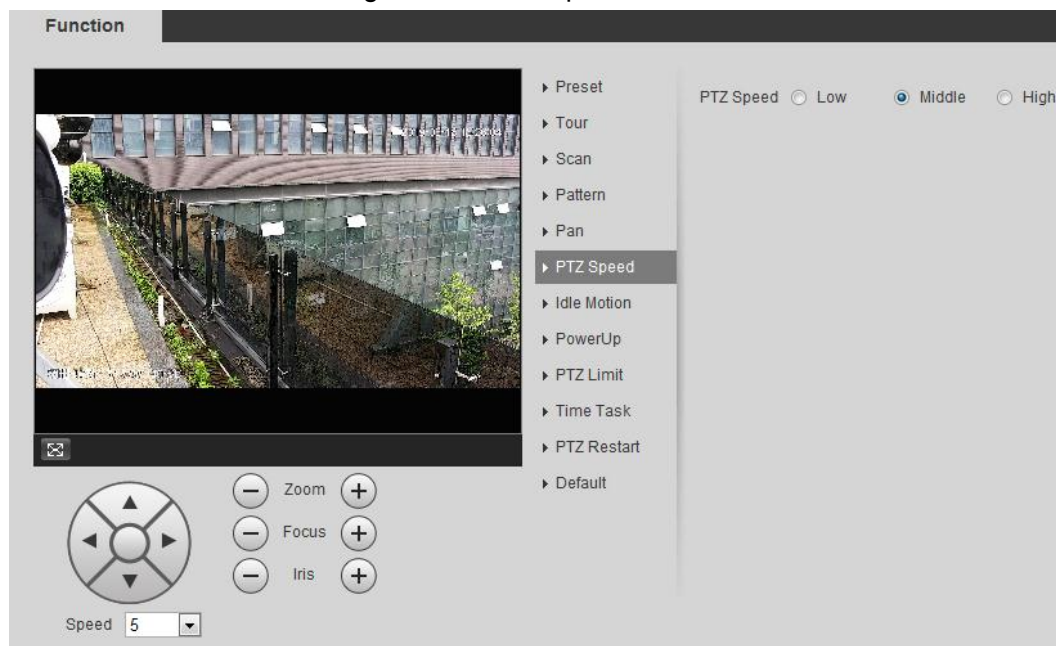 Function
Preset
Tour
Scan
Pattern
Pan
PTZ Speed
Idle Motion
PowerUp
PTZ Limit
Time Task
PTZ Restart
Default
PTZ Speed Low Middle High
Zoom
Focus
Iris
Speed 5